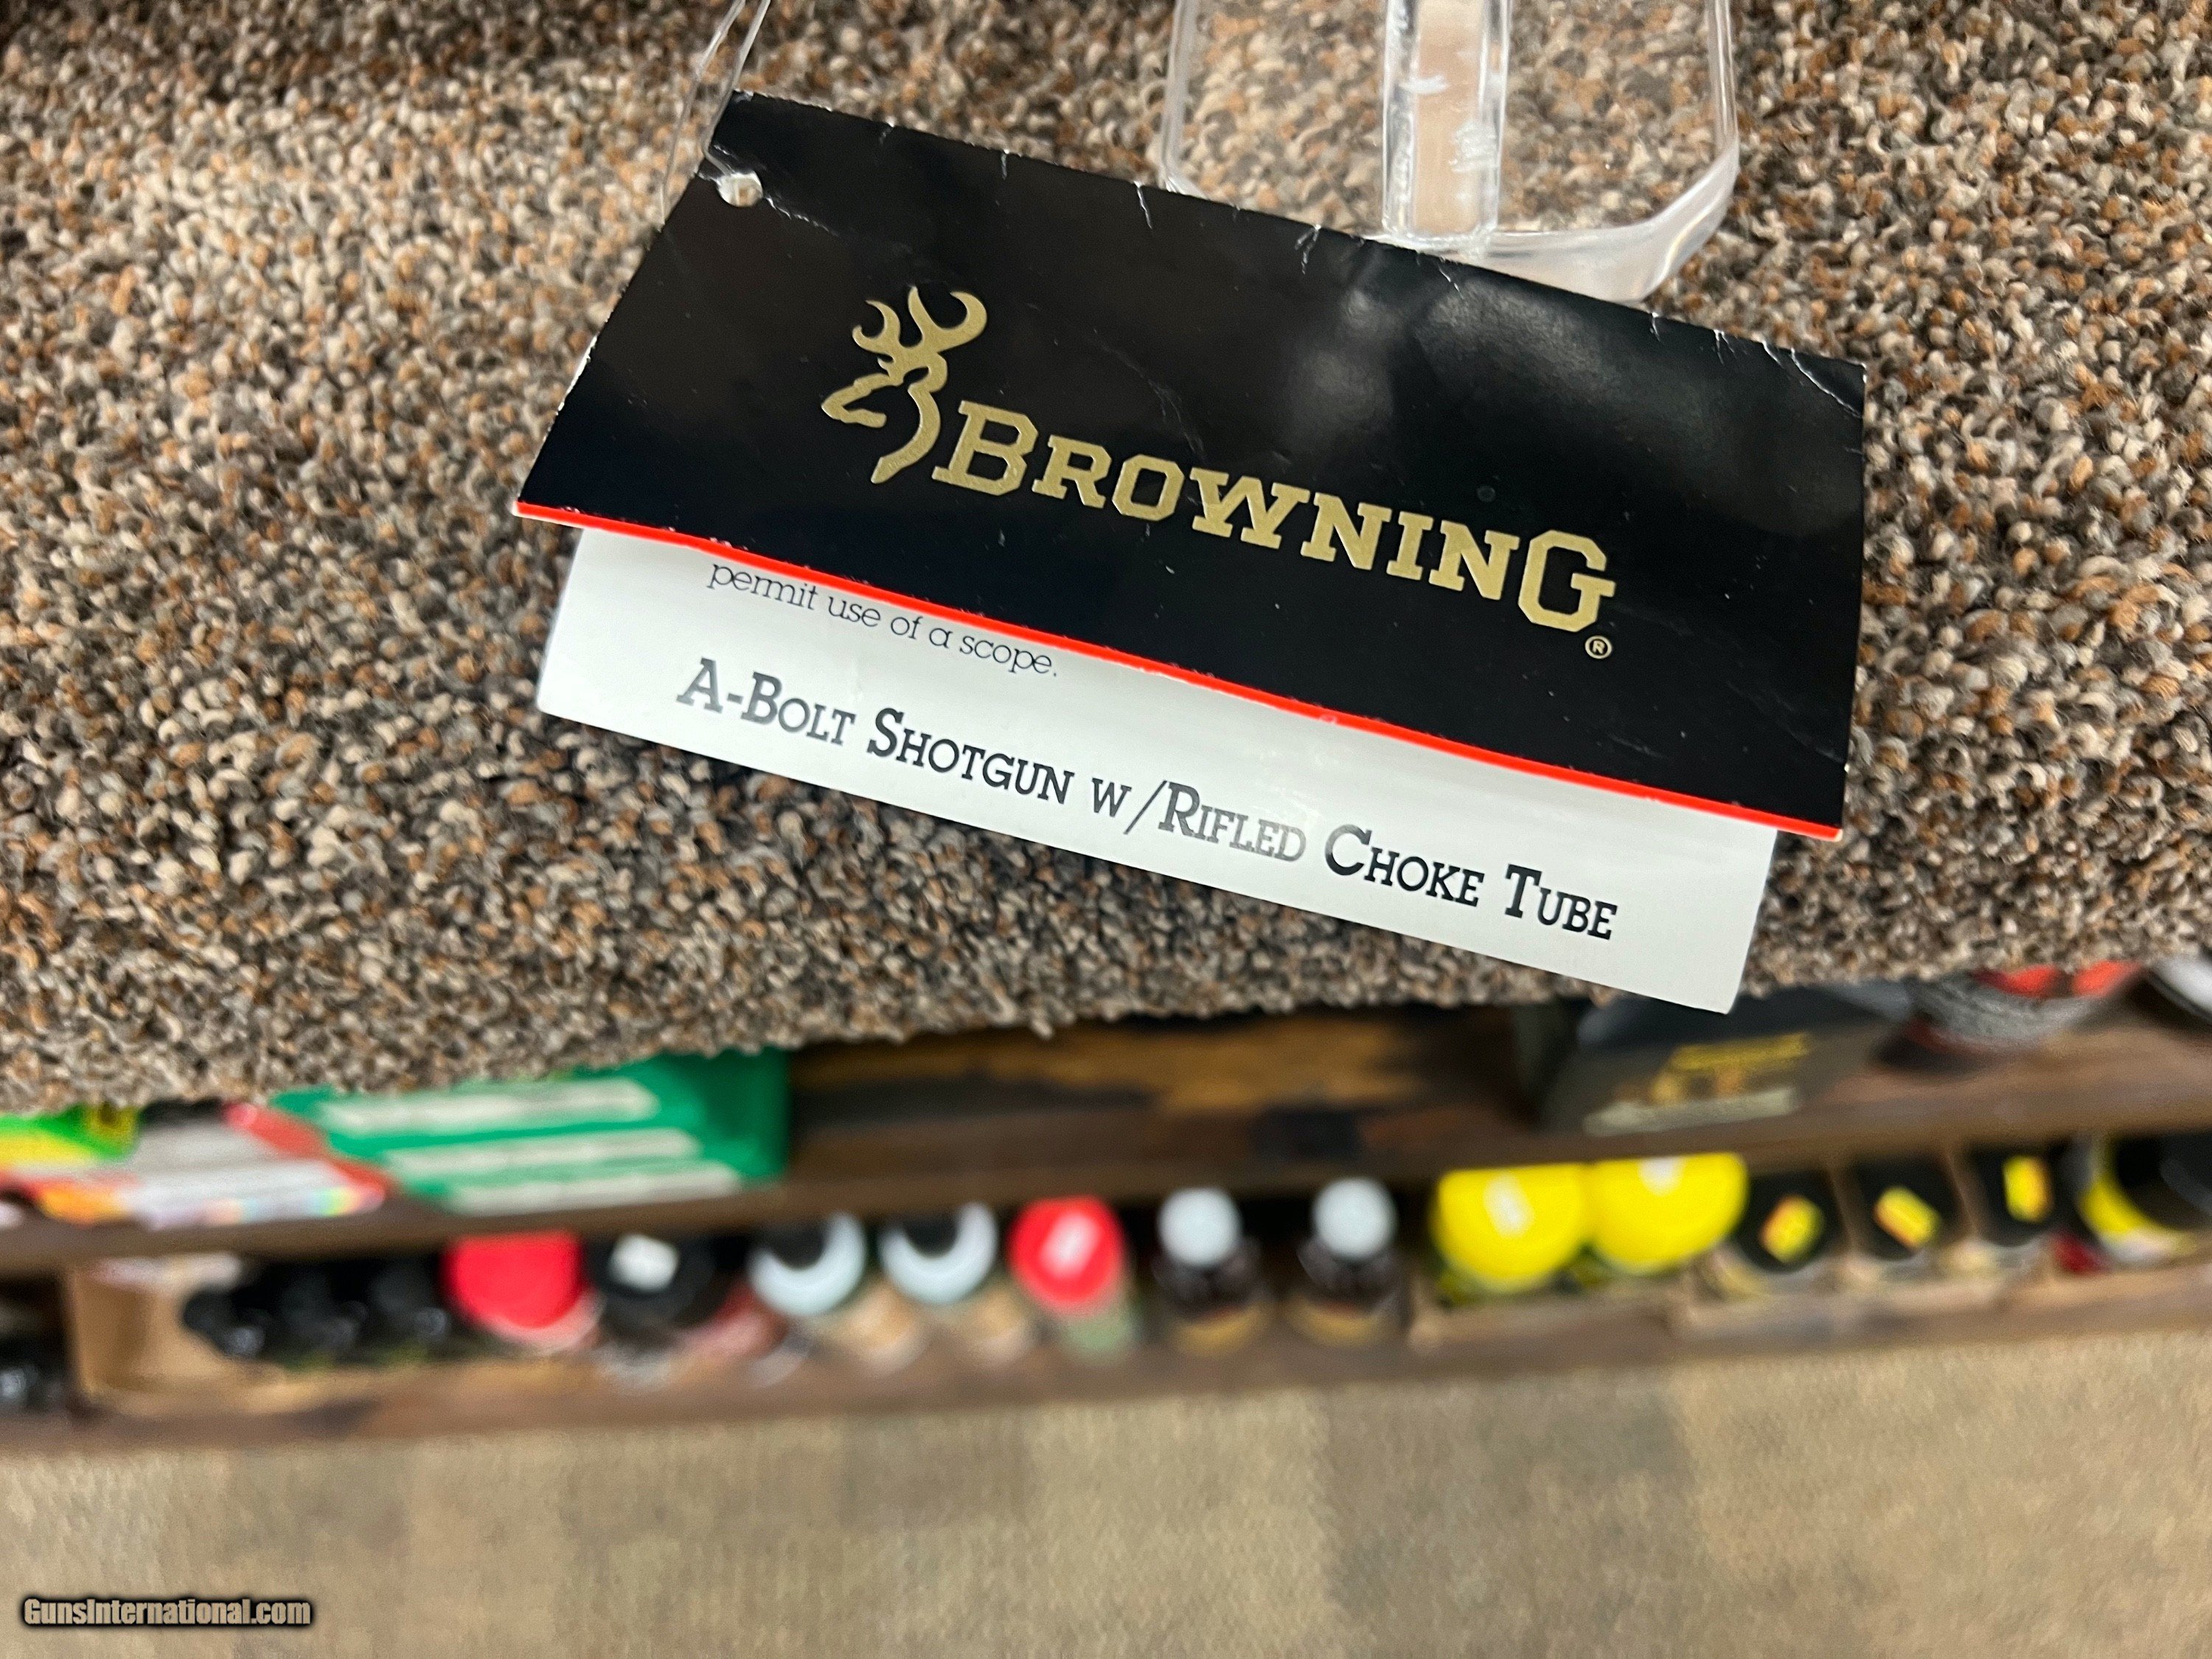 BROWNING®
permit use of a scope.
A-BOLT SHOTGUN W/RIFLED CHOKE TUBE
GunsInternational.com